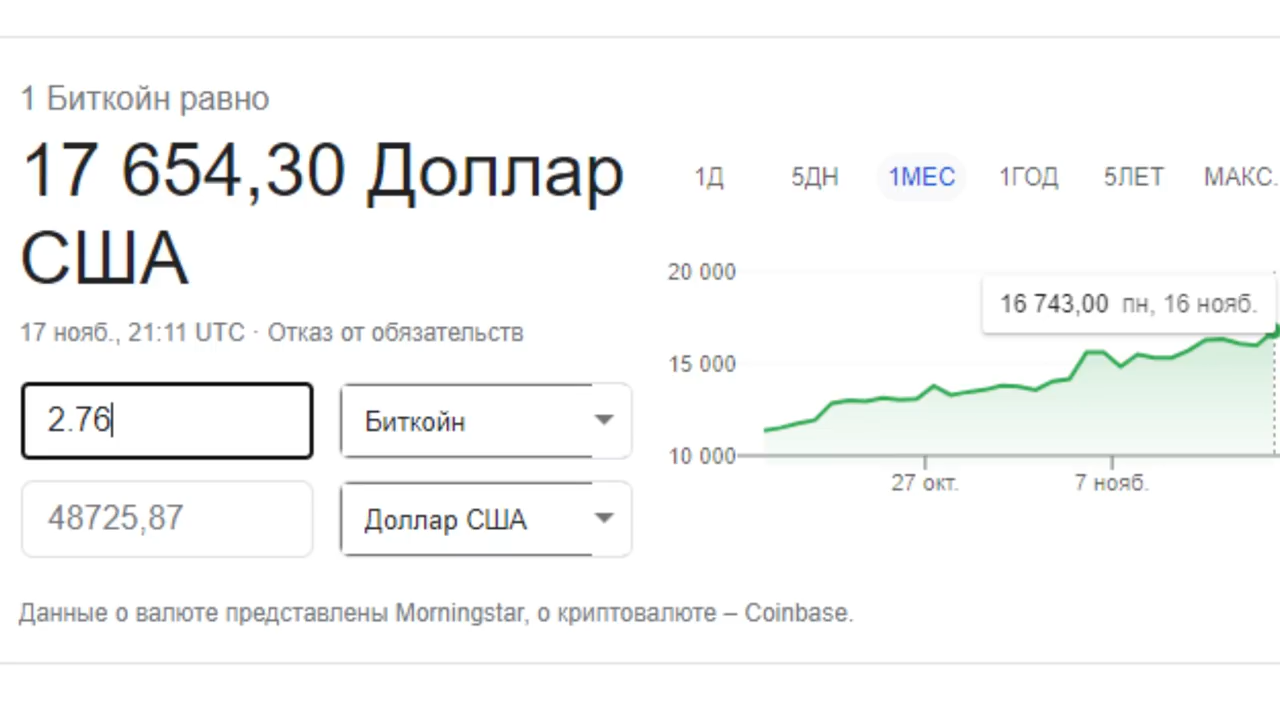 1 Биткойн равно
17 654,30 Доллар
США
17 нояб., 21:11 UTC · Отказ от обязательств
2.76
Биткойн
48725,87
Доллар США
1Д 5ДН 1МЕС 1ГОД 5ЛЕТ МАКС.
20 000
16 743,00 пн, 16 нояб.
15 000
10 000
27 окт. 7 нояб.
Данные о валюте представлены Morningstar, о криптовалюте – Coinbase.